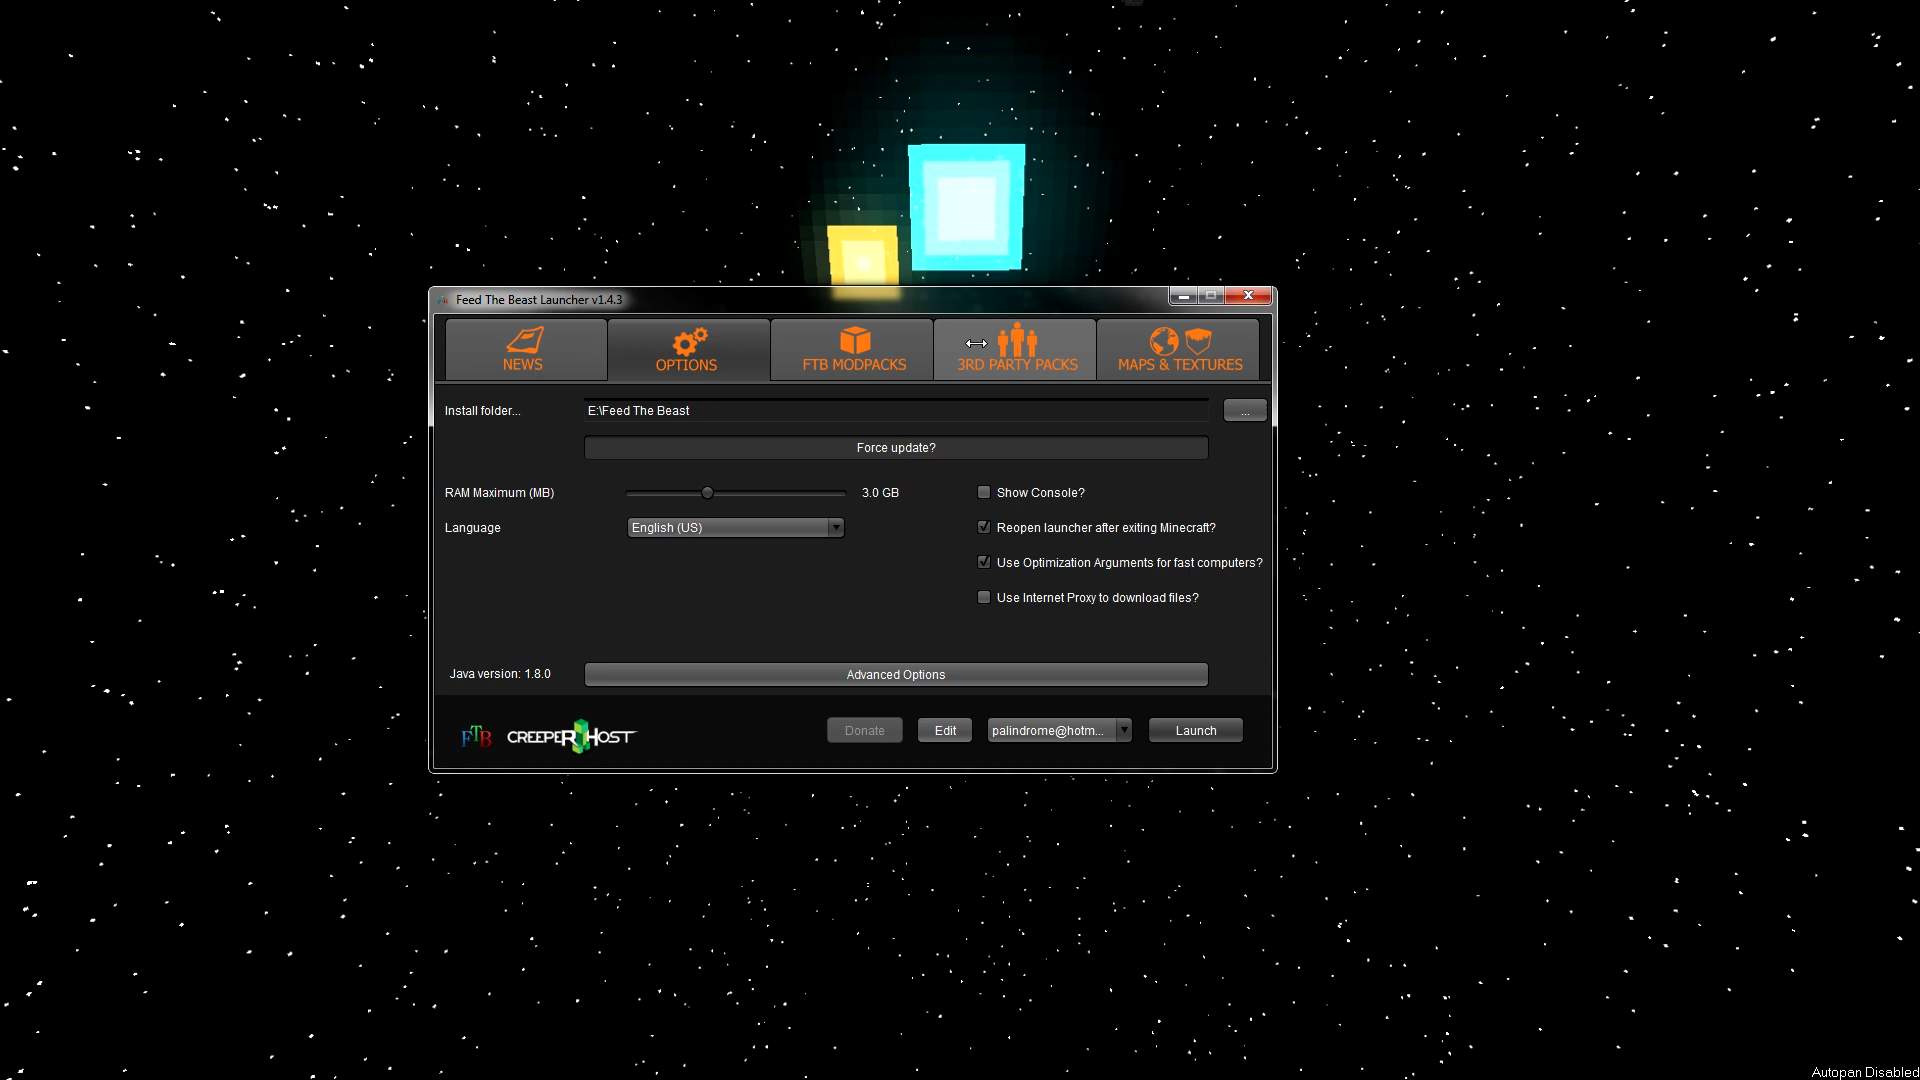 Feed The Beast Launcher v1.4.3
NEWS
OPTIONS
FTB MODPACKS
3RD PARTY PACKS
MAPS & TEXTURES
Install folder...
E:\Feed The Beast
...
Force update?
RAM Maximum (MB)
3.0 GB
Show Console?
Language
English (US)
Reopen launcher after exiting Minecraft?
Use Optimization Arguments for fast computers?
Use Internet Proxy to download files?
Java version: 1.8.0
Advanced Options
FTB
CREEPERHOST
Donate
Edit
palindrome@hotm...
Launch
Autopan Disabled